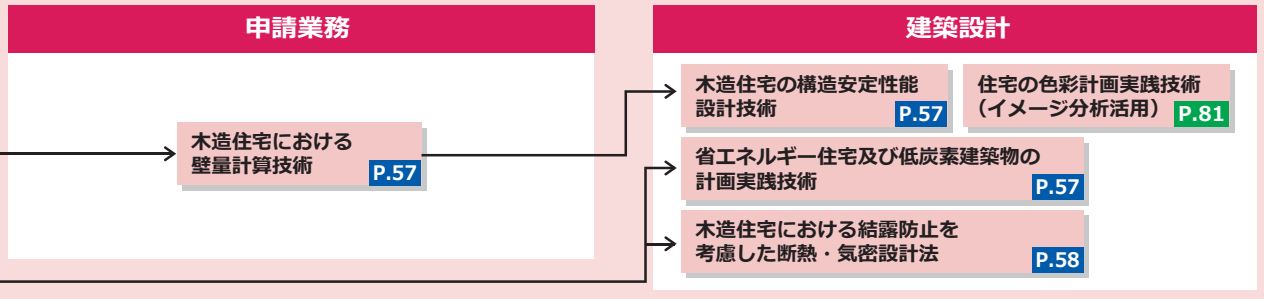 申請業務
木造住宅における
壁量計算技術
P.57
建築設計
木造住宅の構造安定性能
設計技術
P.57
住宅の色彩計画実践技術
（イメージ分析活用）
P.81
省エネルギー住宅及び低炭素建築物の
計画実践技術
P.57
木造住宅における結露防止を
考慮した断熱・気密設計法
P.58